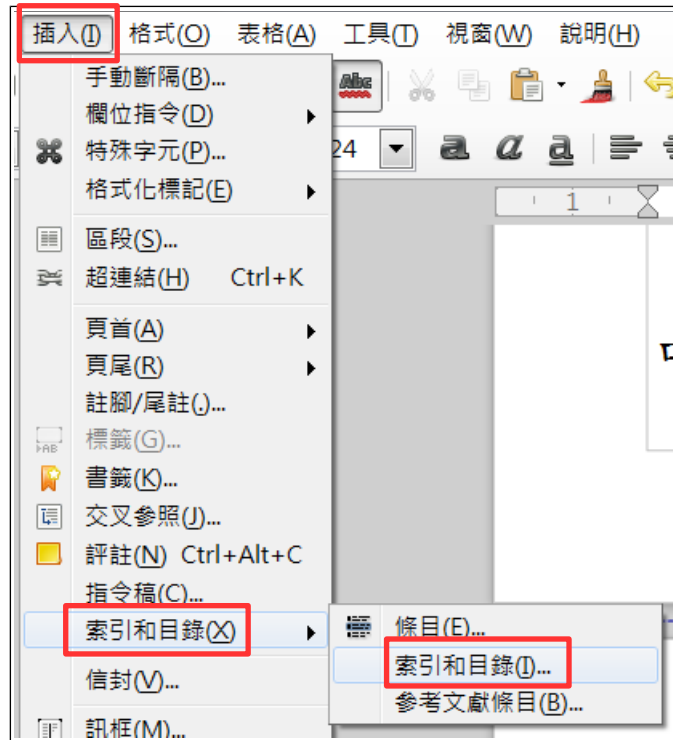 插入(I) 格式(O) 表格(A) 工具(T) 視窗(W) 說明(H)
手動斷隔(B)...
Abc
欄位指令(D)
特殊字元(P)...
24 a a a
格式化標記(E)
1
區段(S)...
超連結(H) Ctrl+K
頁首(A)
頁尾(R)
註腳/尾註(.)...
標籤(G)...
書籤(K)...
交叉參照(J)...
評註(N) Ctrl+Alt+C
指令稿(C)...
索引和目錄(X)
條目(E)...
索引和目錄(I)...
參考文獻條目(B)...
信封(V)...
訊框(M)...